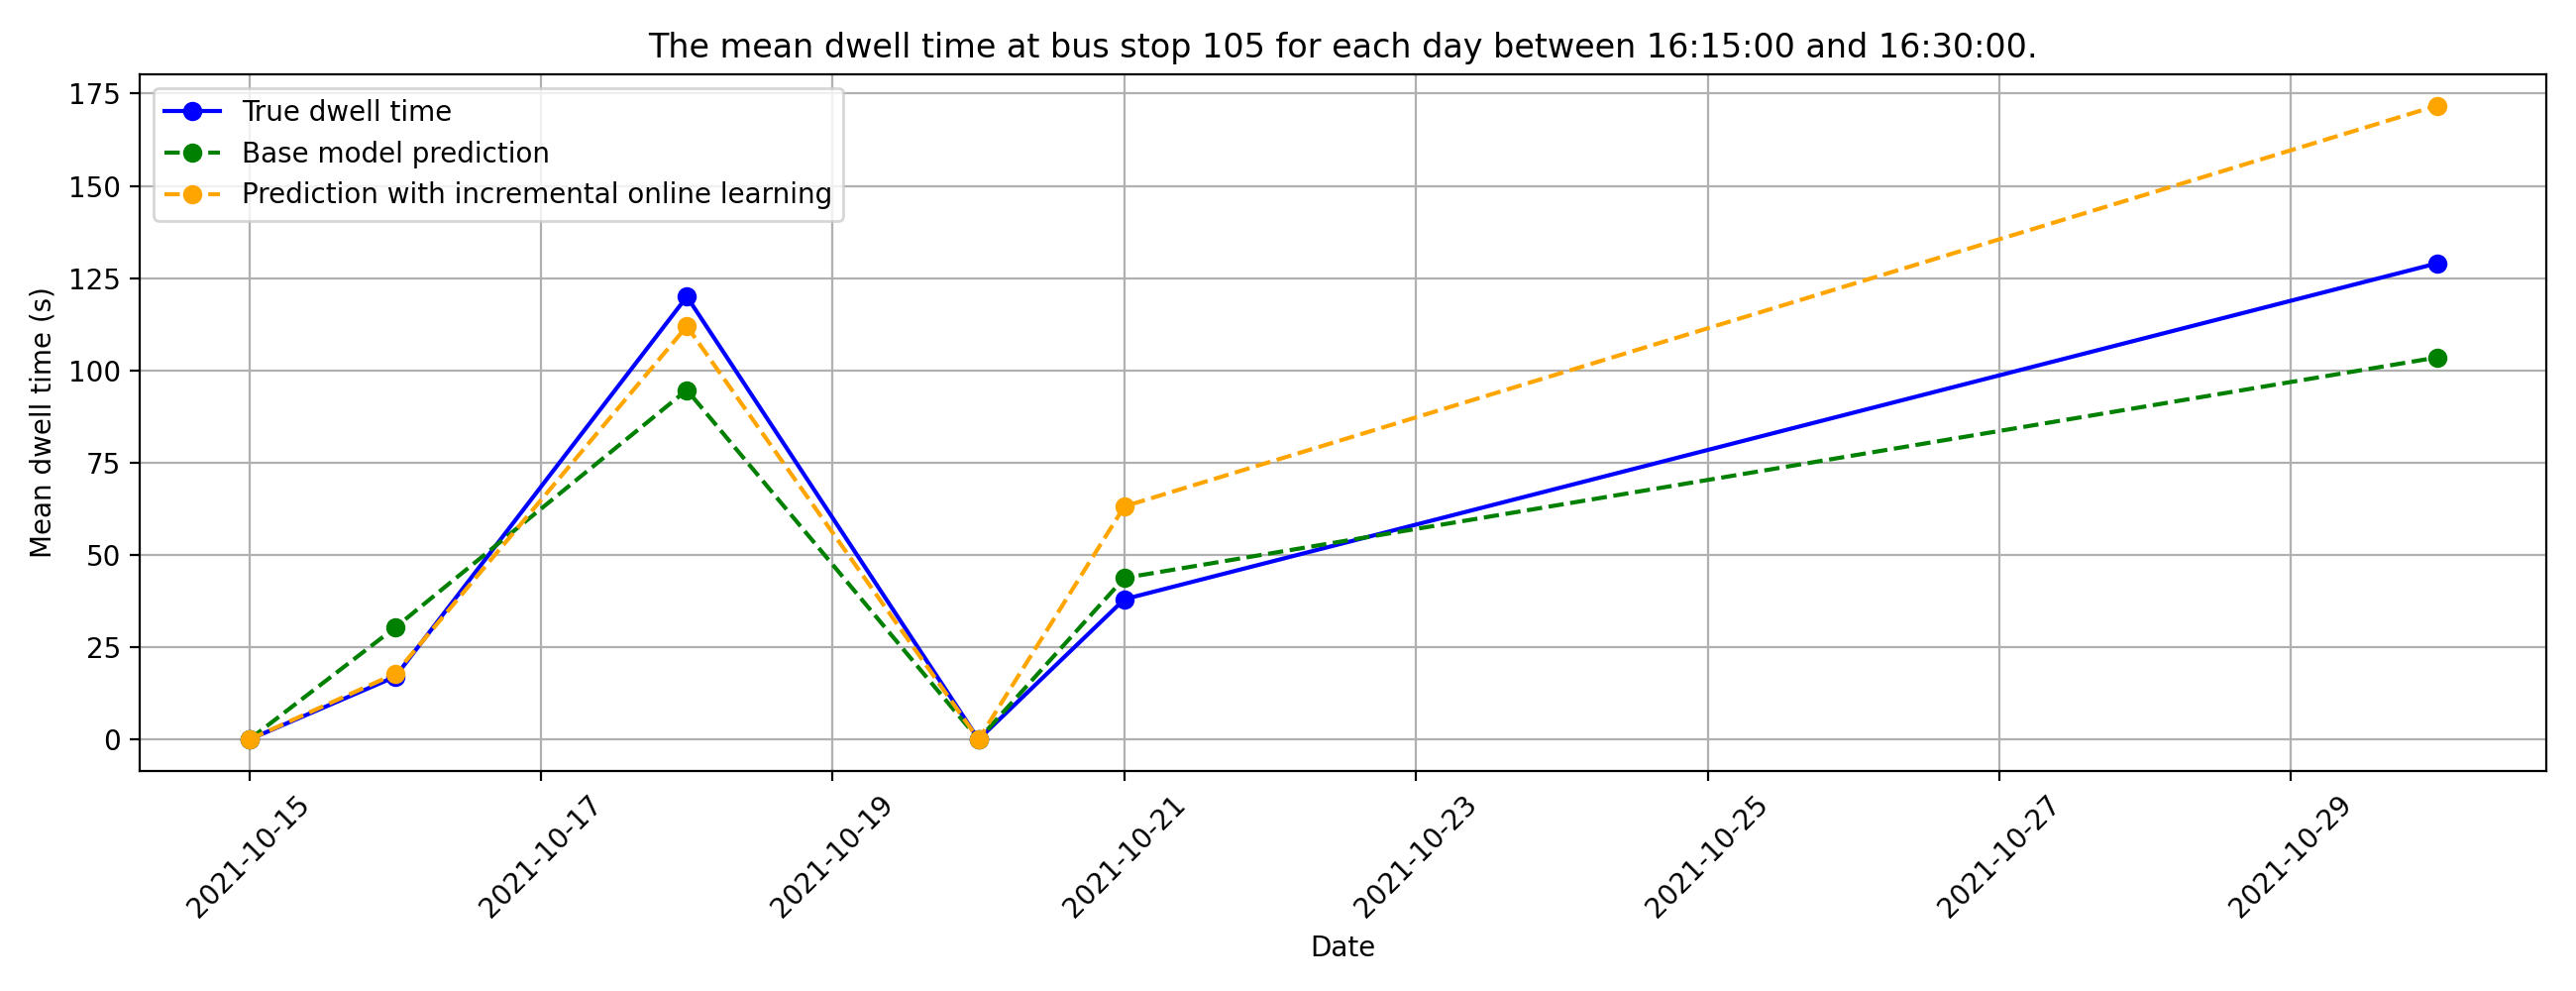 The mean dwell time at bus stop 105 for each day between 16:15:00 and 16:30:00.
True dwell time
Base model prediction
Prediction with incremental online learning
Mean dwell time (s)
175
150
125
100
75
50
25
0
2021-10-15
2021-10-17
2021-10-19
2021-10-21
2021-10-23
2021-10-25
2021-10-27
2021-10-29
Date